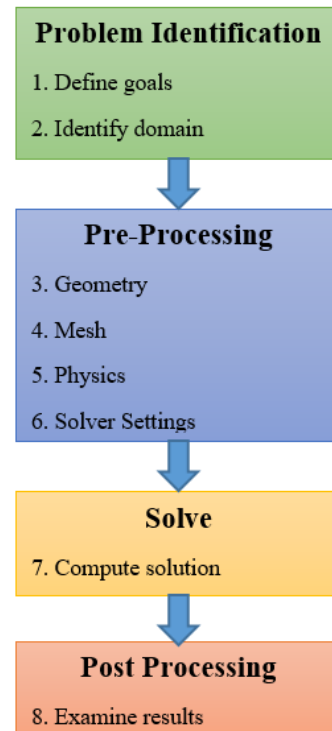 Problem Identification
1. Define goals
2. Identify domain
Pre-Processing
3. Geometry
4. Mesh
5. Physics
6. Solver Settings
Solve
7. Compute solution
Post Processing
8. Examine results